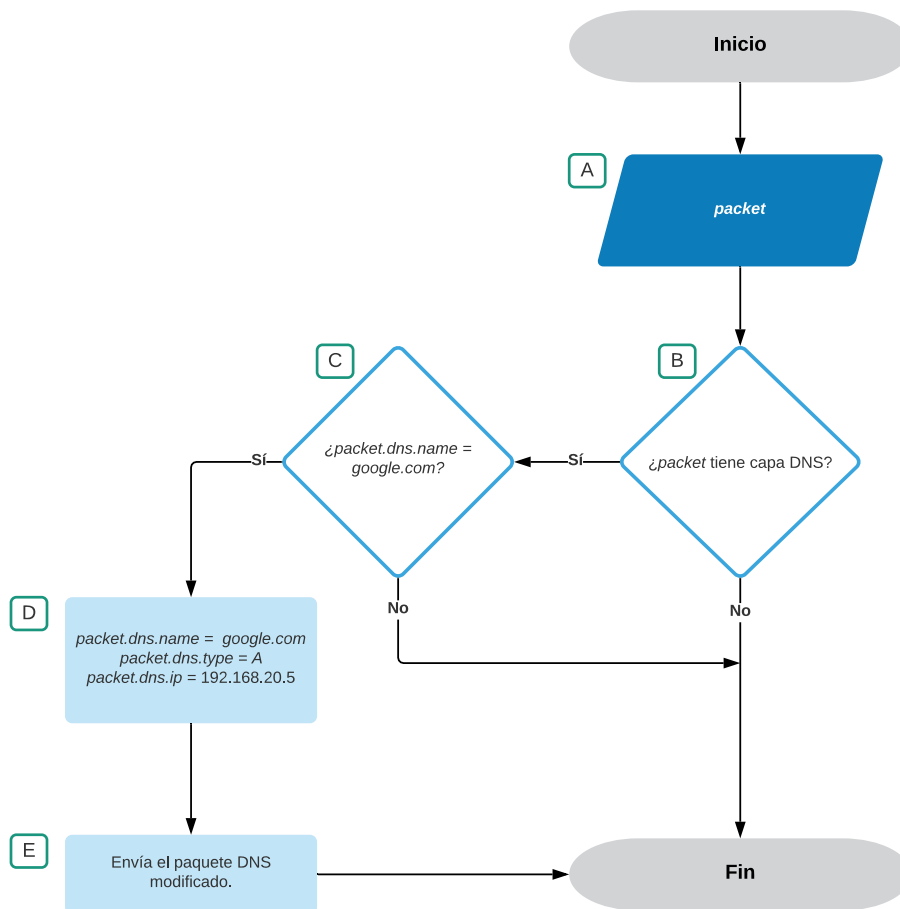 Inicio
A
packet
B
¿packet tiene capa DNS?
Sí
No
C
¿packet.dns.name =
google.com?
Sí
No
D
packet.dns.name = google.com
packet.dns.type = A
packet.dns.ip = 192.168.20.5
E
Envía el paquete DNS
modificado.
Fin